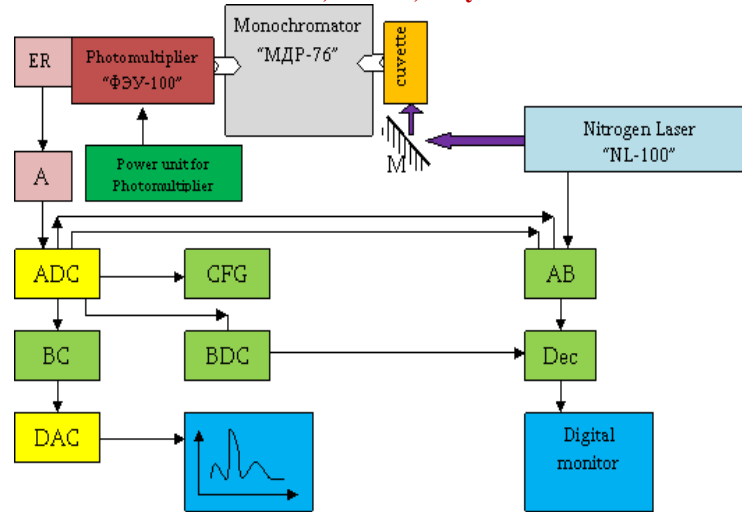 Monochromator
"МДР-76"
ER
Photomultiplier
"ФЭУ-100"
cuvette
Nitrogen Laser
"NL-100"
Power unit for
Photomultiplier
M
A
ADC
CFG
AB
BC
BDC
Dec
DAC
Digital
monitor